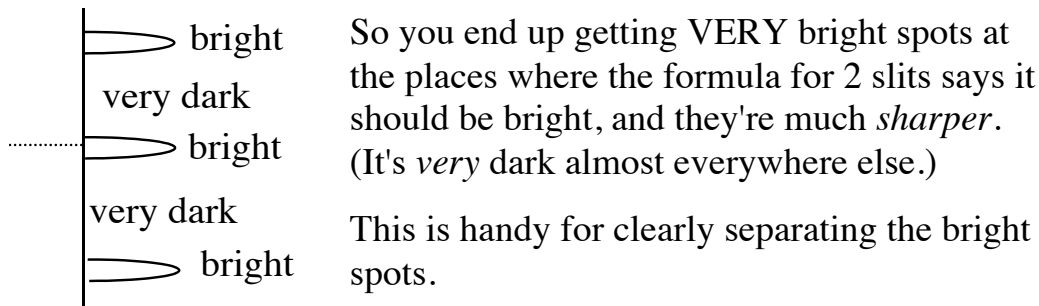 bright
very dark
bright
very dark
bright
So you end up getting VERY bright spots at
the places where the formula for 2 slits says it
should be bright, and they're much sharper.
(It's very dark almost everywhere else.)
This is handy for clearly separating the bright
spots.